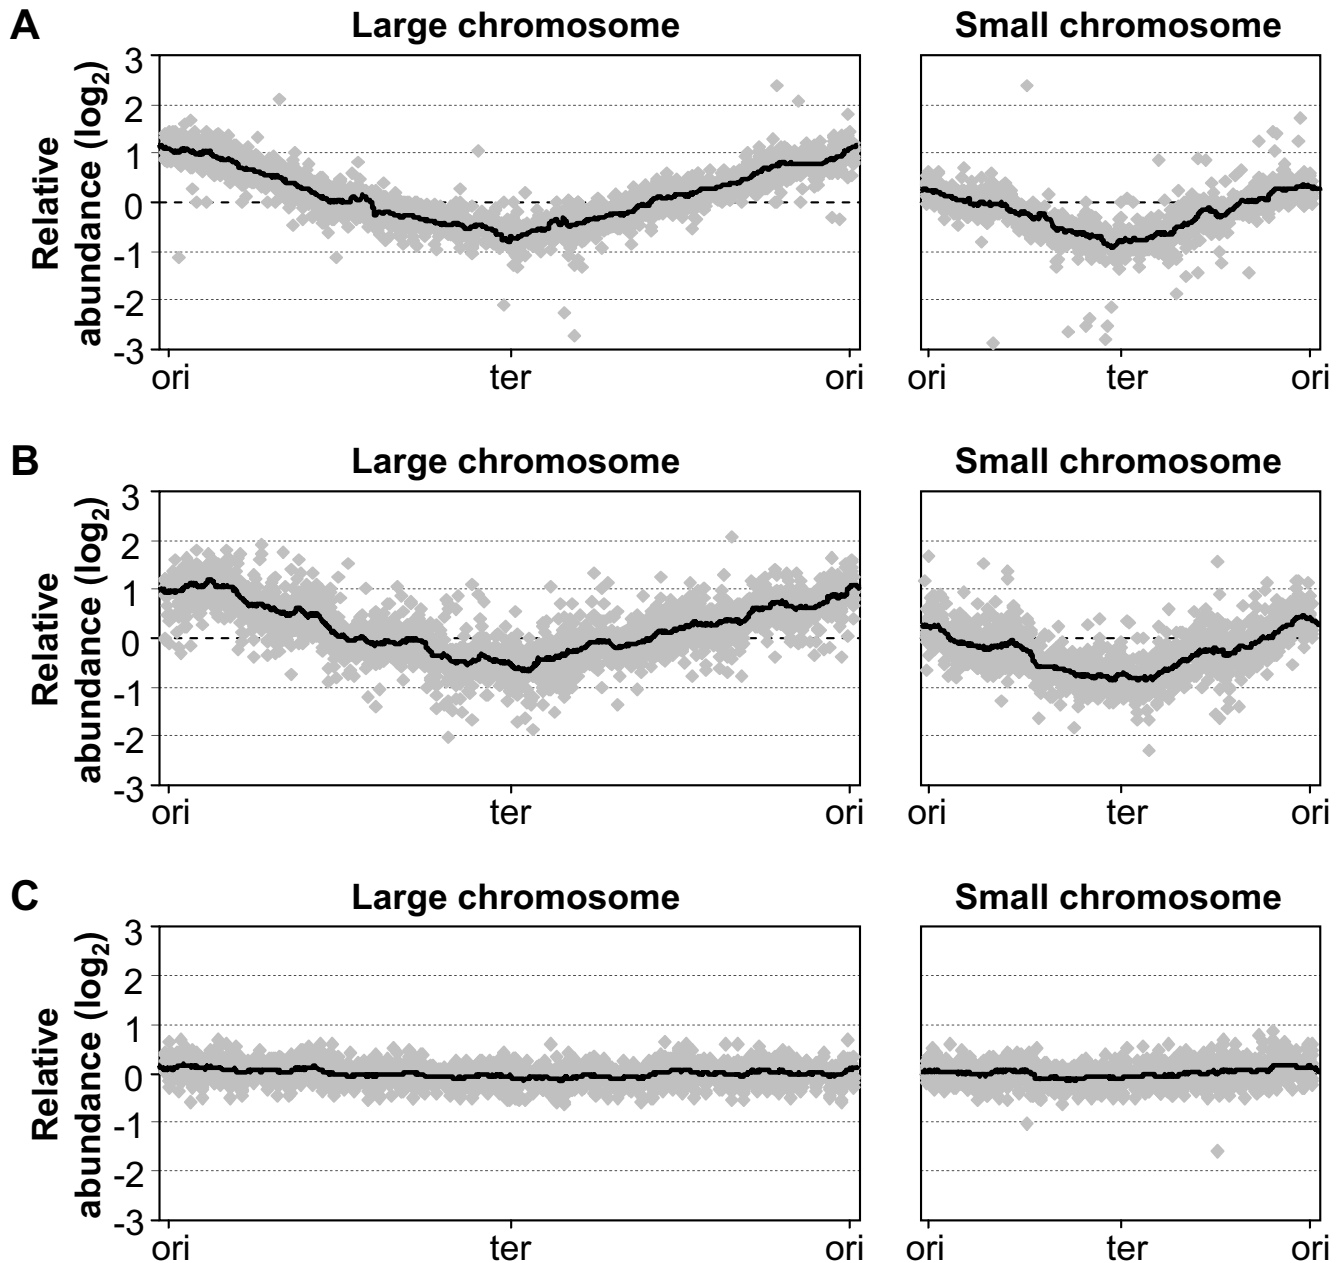 A
Large chromosome
Small chromosome
Relative
abundance (log₂)
3
2
1
0
-1
-2
-3
ori
ter
ori
ori
ter
ori
B
Large chromosome
Small chromosome
Relative
abundance (log₂)
3
2
1
0
-1
-2
-3
ori
ter
ori
ori
ter
ori
C
Large chromosome
Small chromosome
Relative
abundance (log₂)
3
2
1
0
-1
-2
-3
ori
ter
ori
ori
ter
ori